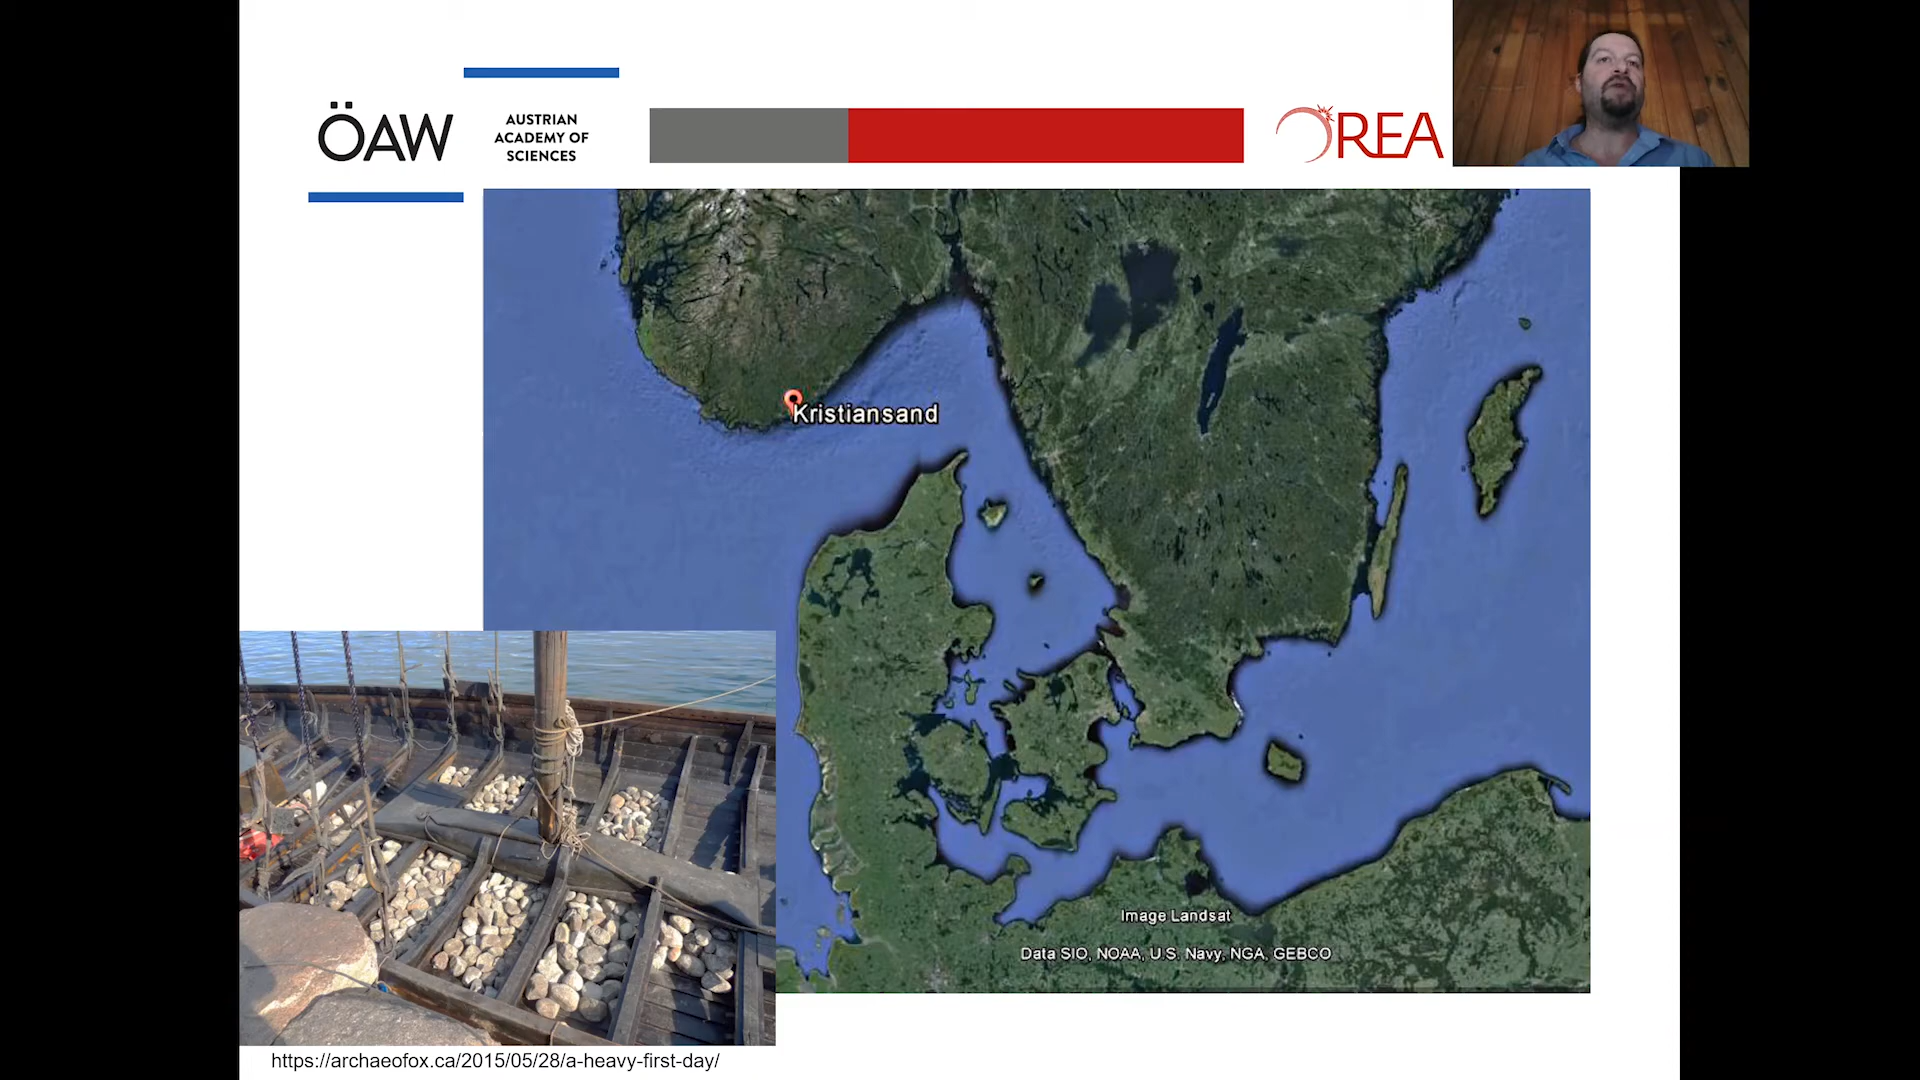 ÖAW
AUSTRIAN
ACADEMY OF
SCIENCES
OREA
Kristiansand
Image Landsat
Data SIO, NOAA, U.S. Navy, NGA, GEBCO
https://archaeofox.ca/2015/05/28/a-heavy-first-day/